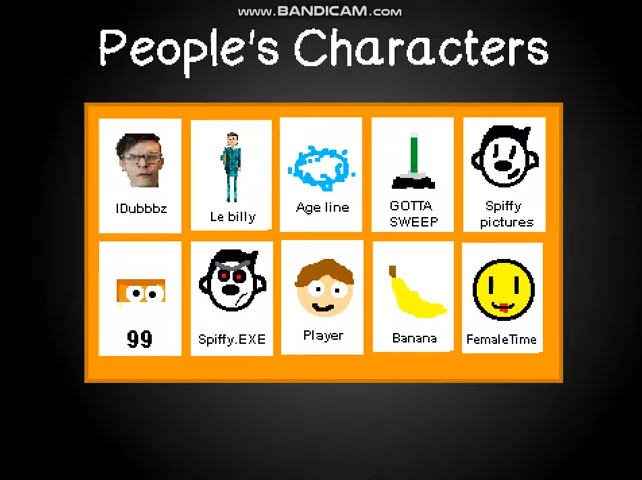 www.BANDICAM.com
People's Characters
IDubbbz
Le billy
Age line
GOTTA
SWEEP
Spiffy
pictures
99
Spiffy.EXE
Player
Banana
FemaleTime